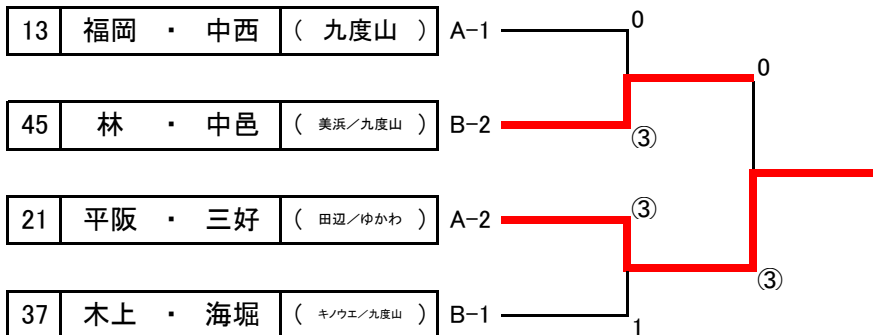 13 福岡 ・ 中西 ( 九度山 ) A-1 0
0
45 林 ・ 中邑 ( 美浜／九度山 ) B-2 ③
21 平阪 ・ 三好 ( 田辺／ゆかわ ) A-2 ③
③
37 木上 ・ 海堀 ( キノウエ／九度山 ) B-1 1